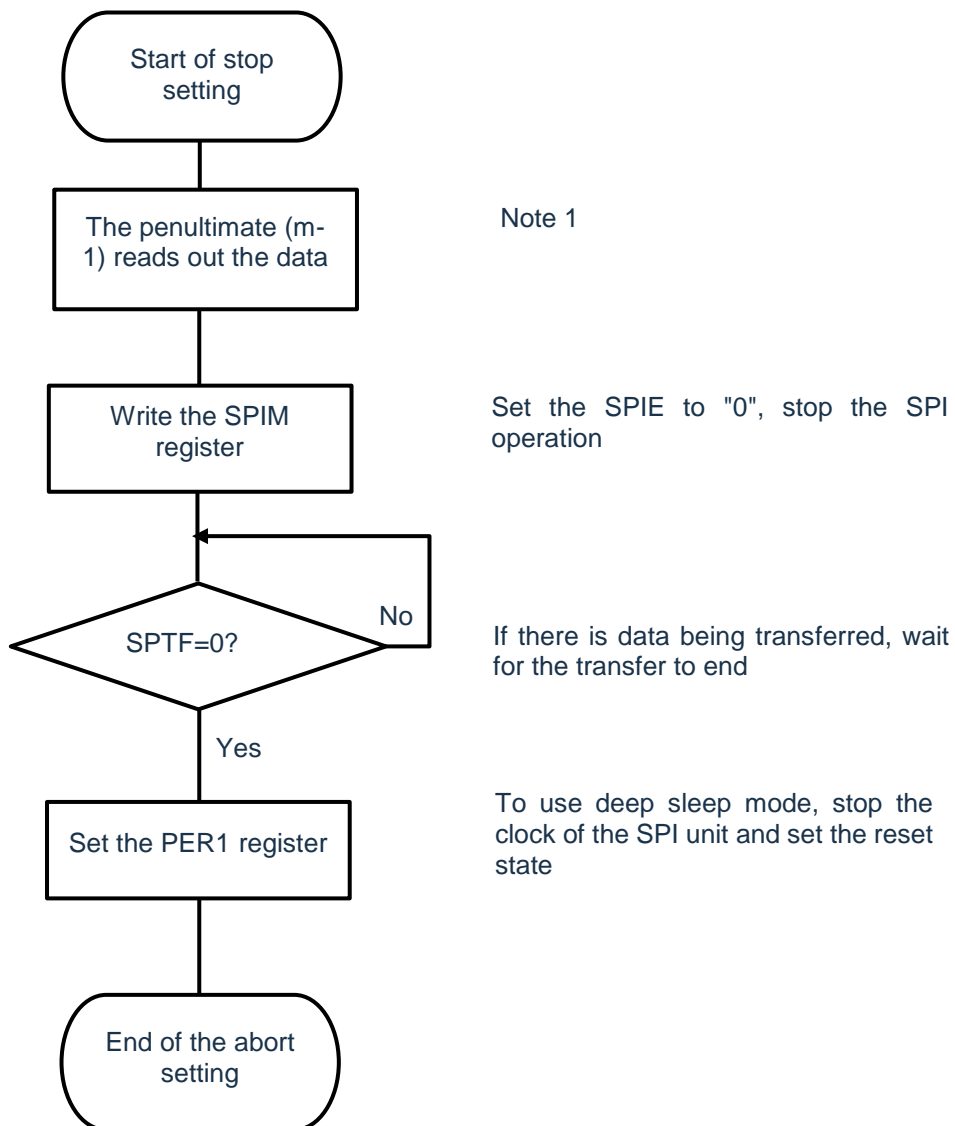 Start of stop
setting
The penultimate (m-
1) reads out the data
Note 1
Write the SPIM
register
Set the SPIE to "0", stop the SPI
operation
No
SPTF=0?
If there is data being transferred, wait
for the transfer to end
Yes
Set the PER1 register
To use deep sleep mode, stop the
clock of the SPI unit and set the reset
state
End of the abort
setting